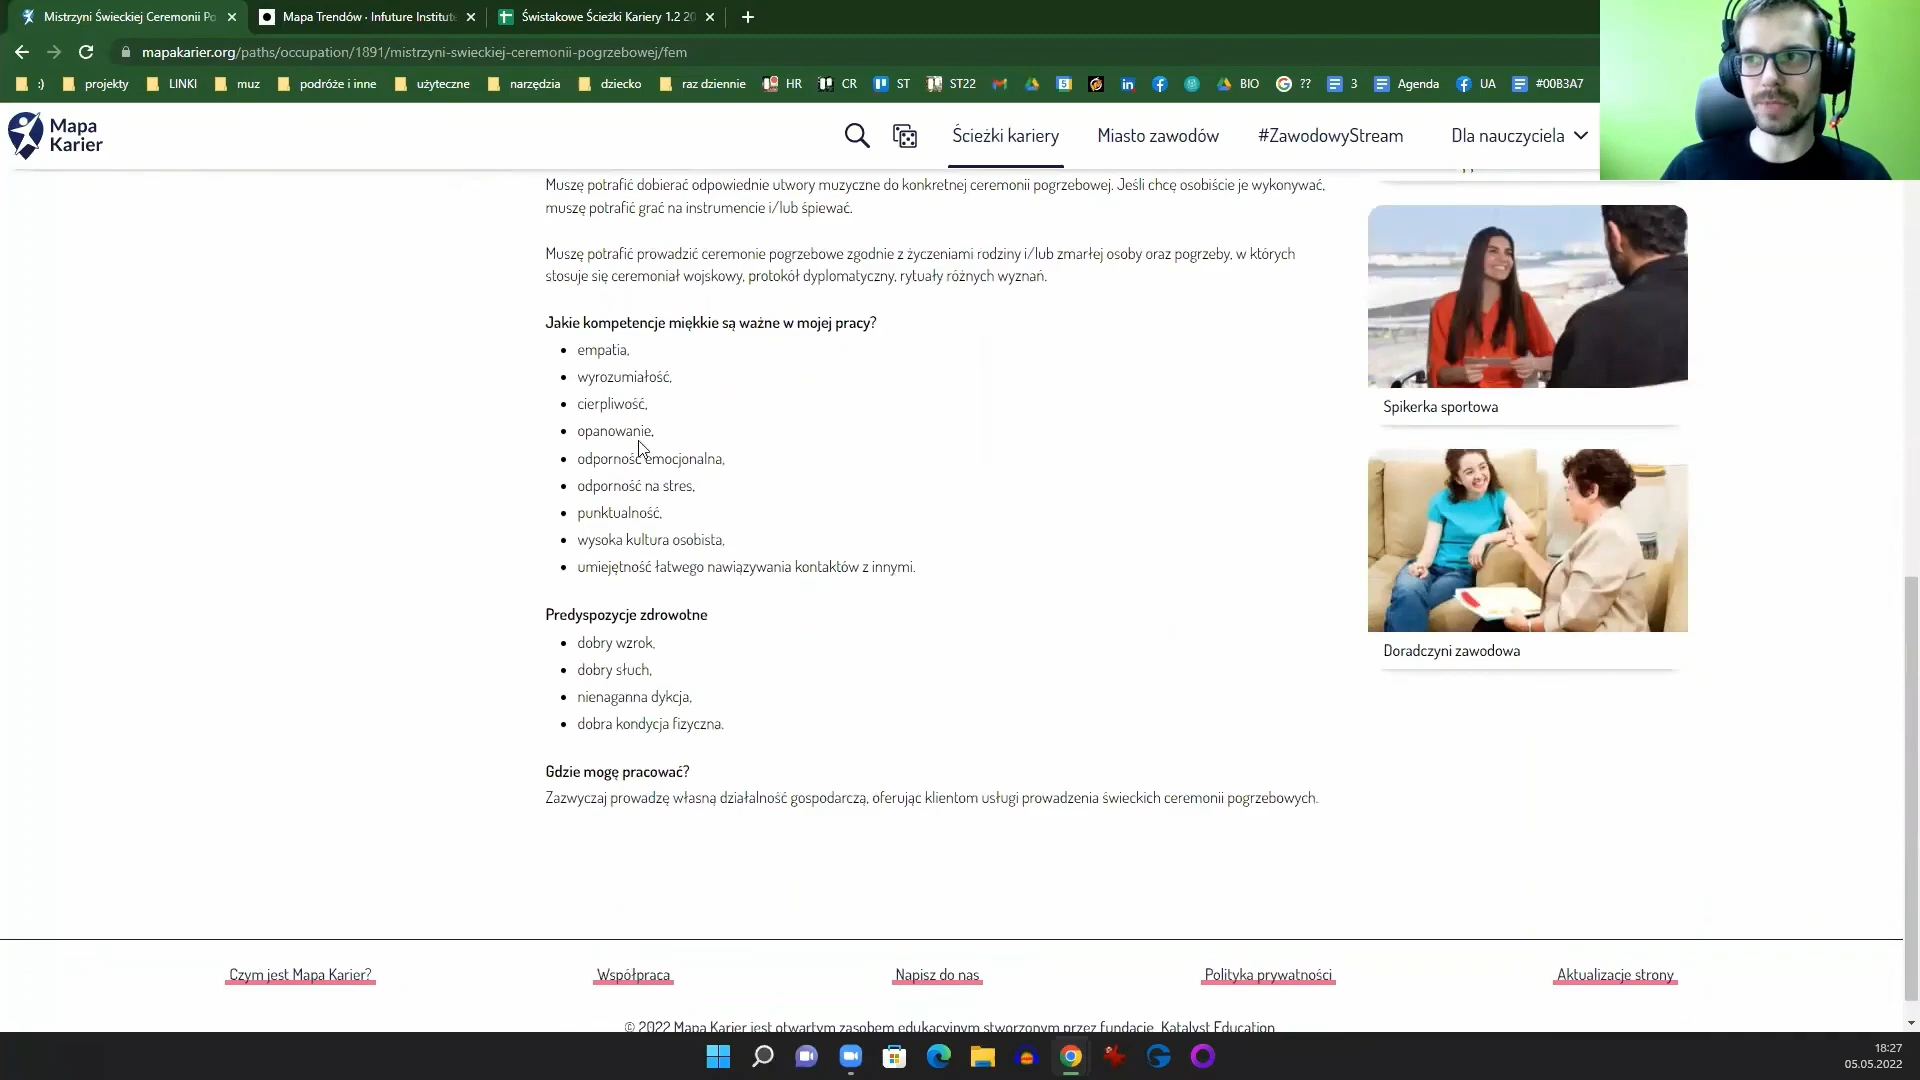 Mistrzyni Świeckiej Ceremonii Po
Mapa Trendów · Infuture Institute
Świstakowe Ścieżki Kariery 1.2 20
mapakarier.org/paths/occupation/1891/mistrzyni-swieckiej-ceremonii-pogrzebowej/fem
:) projekty LINKI muz podróże i inne użyteczne narzędzia dziecko raz dziennie HR CR ST ST22 BIO ?? 3 Agenda UA #00B3A7
Mapa
Karier
Ścieżki kariery Miasto zawodów #ZawodowyStream Dla nauczyciela
Muszę potrafić dobierać odpowiednie utwory muzyczne do konkretnej ceremonii pogrzebowej. Jeśli chcę osobiście je wykonywać,
muszę potrafić grać na instrumencie i/lub śpiewać.
Muszę potrafić prowadzić ceremonie pogrzebowe zgodnie z życzeniami rodziny i/lub zmarłej osoby oraz pogrzeby, w których
stosuje się ceremoniał wojskowy, protokół dyplomatyczny, rytuały różnych wyznań.
Jakie kompetencje miękkie są ważne w mojej pracy?
empatia,
wyrozumiałość,
cierpliwość,
opanowanie,
odporność emocjonalna,
odporność na stres,
punktualność,
wysoka kultura osobista,
umiejętność łatwego nawiązywania kontaktów z innymi.
Predyspozycje zdrowotne
dobry wzrok,
dobry słuch,
nienaganna dykcja,
dobra kondycja fizyczna.
Gdzie mogę pracować?
Zazwyczaj prowadzę własną działalność gospodarczą, oferując klientom usługi prowadzenia świeckich ceremonii pogrzebowych.
Spikerka sportowa
Doradczyni zawodowa
Czym jest Mapa Karier? Współpraca Napisz do nas Polityka prywatności Aktualizacje strony
© 2022 Mapa Karier jest otwartym zasobem edukacyjnym stworzonym przez fundację Katalyst Education
18:27
05.05.2022